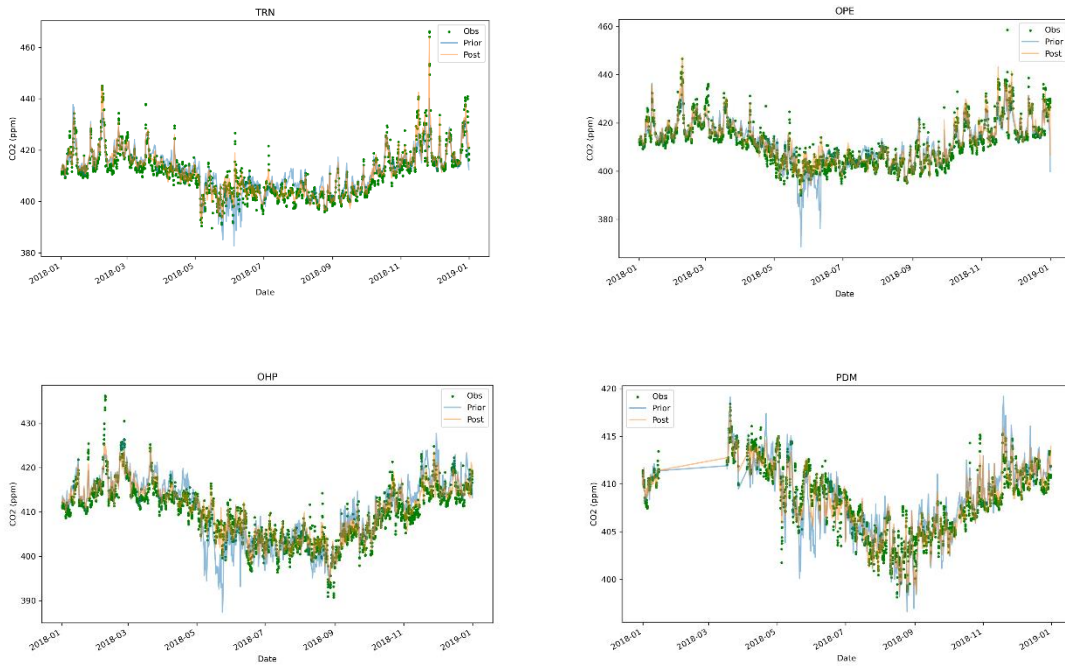 TRN
Obs
Prior
Post
460
440
420
400
380
CO2 (ppm)
2018-01
2018-03
2018-05
2018-07
2018-09
2018-11
2019-01
Date
OPE
Obs
Prior
Post
460
440
420
400
380
CO2 (ppm)
2018-01
2018-03
2018-05
2018-07
2018-09
2018-11
2019-01
Date
OHP
Obs
Prior
Post
430
420
410
400
390
CO2 (ppm)
2018-01
2018-03
2018-05
2018-07
2018-09
2018-11
2019-01
Date
PDM
Obs
Prior
Post
420
415
410
405
400
CO2 (ppm)
2018-01
2018-03
2018-05
2018-07
2018-09
2018-11
2019-01
Date